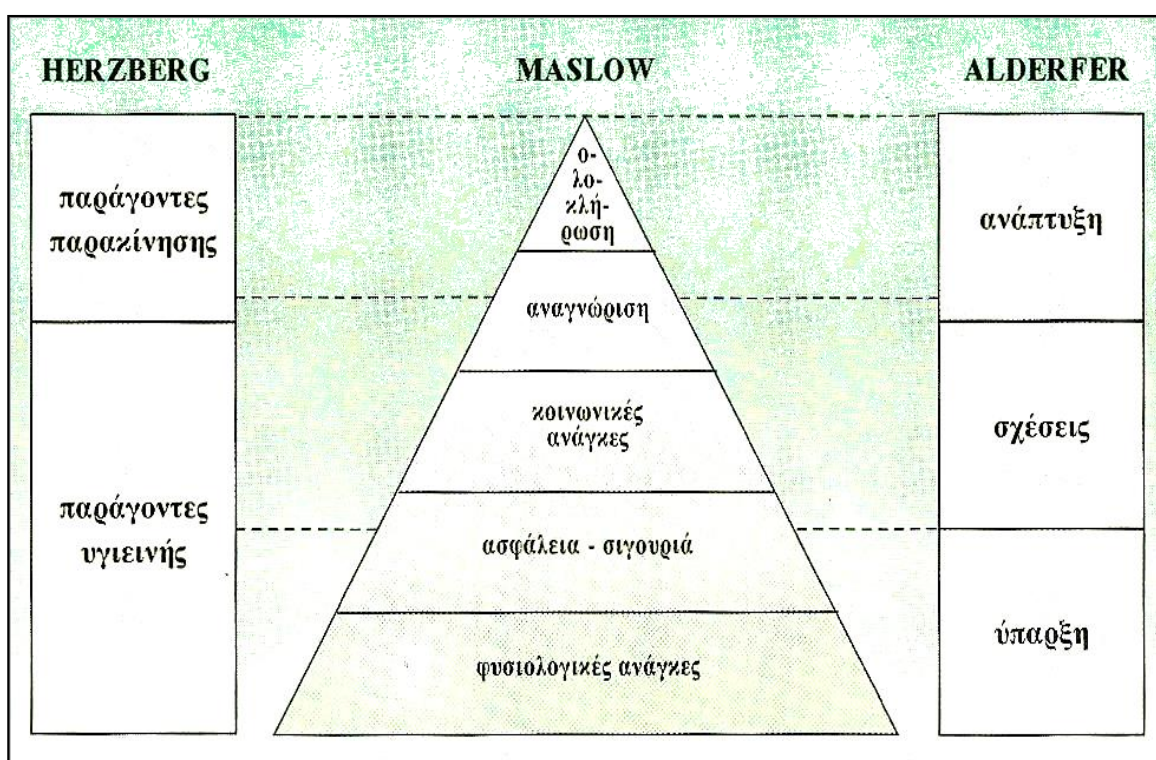 HERZBERG
MASLOW
ALDERFER
παράγοντες
παρακίνησης
παράγοντες
υγιεινής
ο-
λο-
κλή-
ρωση
αναγνώριση
κοινωνικές
ανάγκες
ασφάλεια - σιγουριά
φυσιολογικές ανάγκες
ανάπτυξη
σχέσεις
ύπαρξη